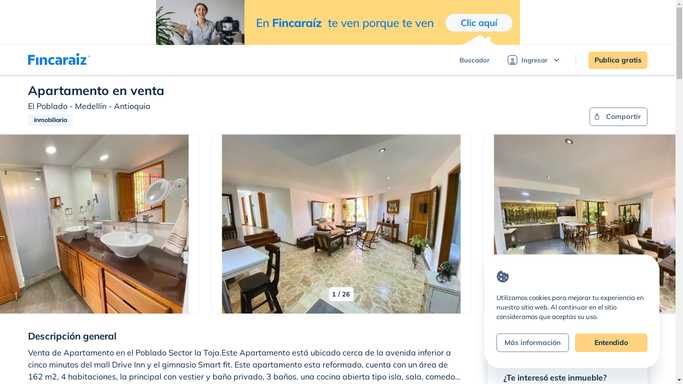 En Fincaraíz te ven porque te ven
Clic aquí
Fincaraíz
Buscador
Ingresar
Publica gratis
Apartamento en venta
El Poblado - Medellín - Antioquia
Inmobiliaria
Compartir
1 / 26
Utilizamos cookies para mejorar tu experiencia en
nuestro sitio web. Al continuar en el sitio
consideramos que aceptas su uso.
Más información
Entendido
Descripción general
Venta de Apartamento en el Poblado Sector la Toja.Este Apartamento está ubicado cerca de la avenida inferior a
cinco minutos del mall Drive Inn y el gimnasio Smart fit. Este apartamento esta reformado, cuenta con un área de
162 m2, 4 habitaciones, la principal con vestier y baño privado, 3 baños, una cocina abierta tipo isla, sala, comedor...
¿Te interesó este inmueble?